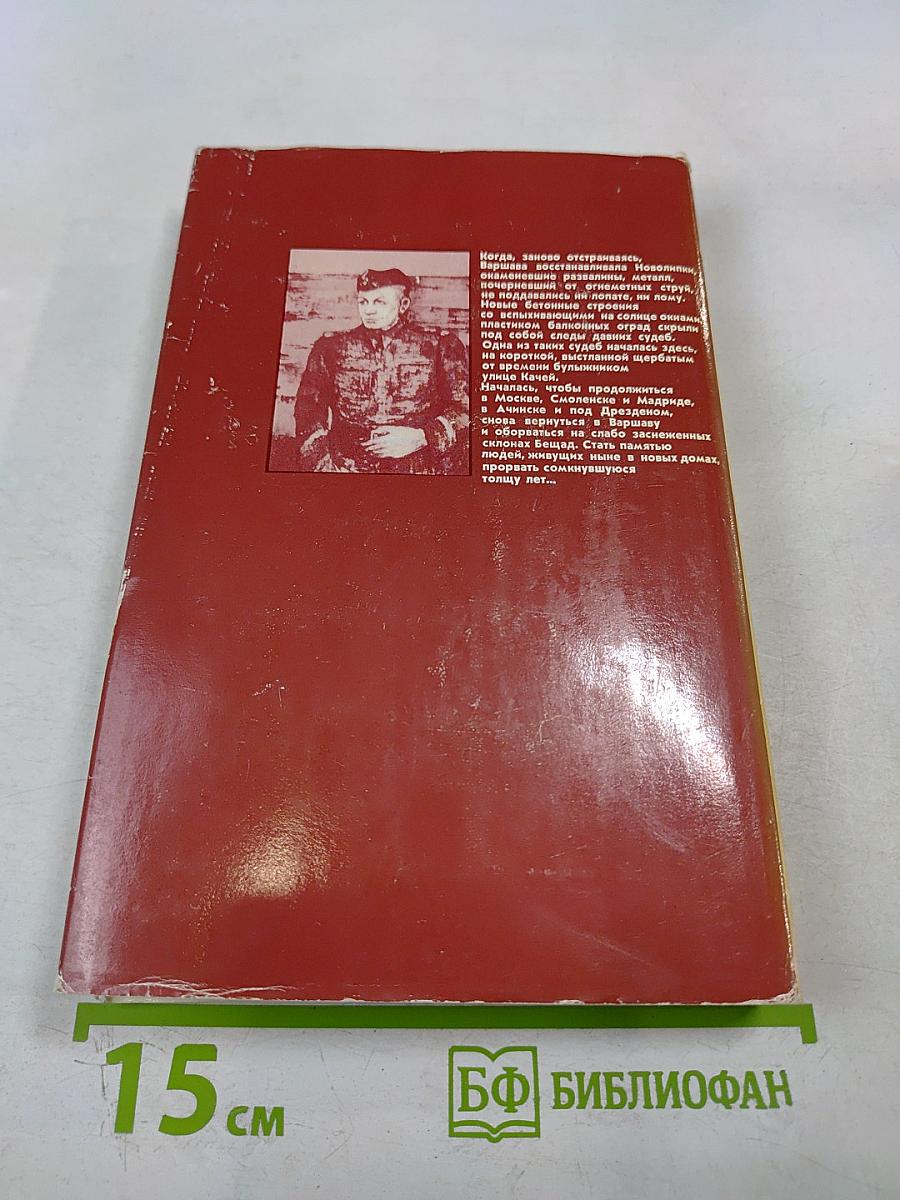 Когда, заново отстраиваясь,
Варшава восстанавливала Новолипки,
окаменевшие развалины, металл,
почерневший от огнеметных струй,
не поддавались ни лопате, ни лому.
Новые бетонные строения
со вспыхивающими на солнце окнами,
пластиком балконных оград скрыли
под собой следы давних судеб.
Одна из таких судеб началась здесь,
на короткой, выстланной щербатым
от времени булыжником
улице Качей.
Началась, чтобы продолжиться
в Москве, Смоленске и Мадриде,
в Ачинске и под Дрезденом,
снова вернуться в Варшаву
и оборваться на слабо заснеженных
склонах Бещад. Стать памятью
людей, живущих ныне в новых домах,
прорвать сомкнувшуюся
толщу лет...
15 см
БФ БИБЛИОФАН